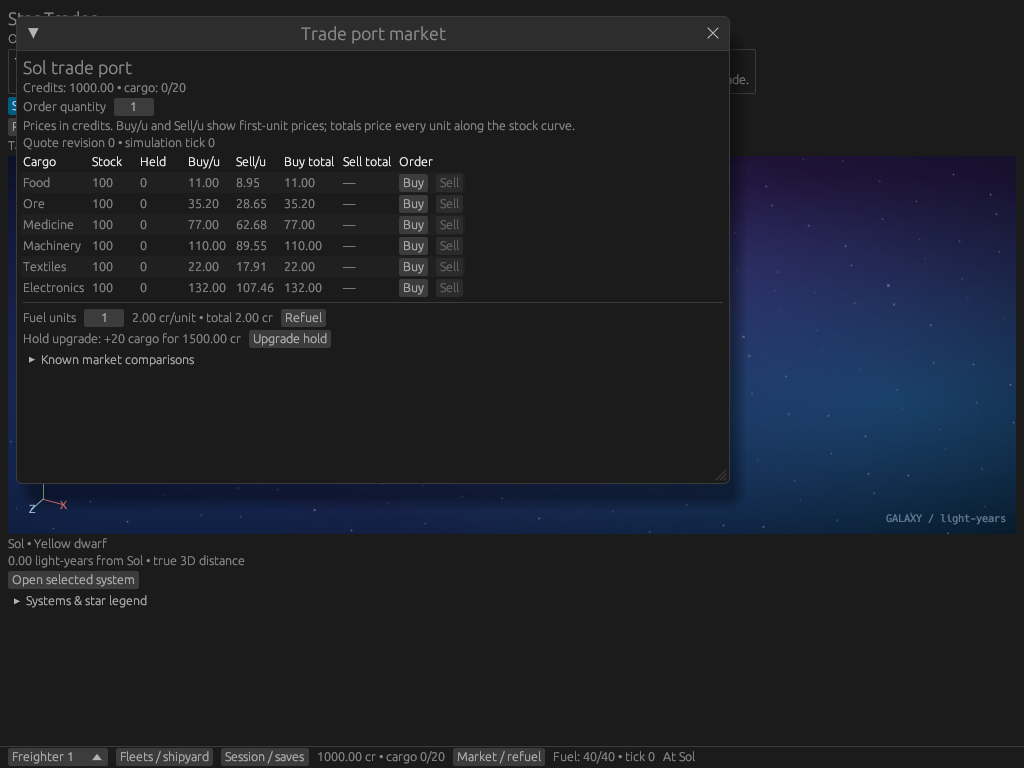 Trade port market
Sol trade port
Credits: 1000.00 • cargo: 0/20
Order quantity 1
Prices in credits. Buy/u and Sell/u show first-unit prices; totals price every unit along the stock curve.
Quote revision 0 • simulation tick 0
Cargo Stock Held Buy/u Sell/u Buy total Sell total Order
Food 100 0 11.00 8.95 11.00 — Buy Sell
Ore 100 0 35.20 28.65 35.20 — Buy Sell
Medicine 100 0 77.00 62.68 77.00 — Buy Sell
Machinery 100 0 110.00 89.55 110.00 — Buy Sell
Textiles 100 0 22.00 17.91 22.00 — Buy Sell
Electronics 100 0 132.00 107.46 132.00 — Buy Sell
Fuel units 1 2.00 cr/unit • total 2.00 cr Refuel
Hold upgrade: +20 cargo for 1500.00 cr Upgrade hold
Known market comparisons
Z X
GALAXY / light-years
Sol • Yellow dwarf
0.00 light-years from Sol • true 3D distance
Open selected system
Systems & star legend
Freighter 1 Fleets / shipyard Session / saves 1000.00 cr • cargo 0/20 Market / refuel Fuel: 40/40 • tick 0 At Sol